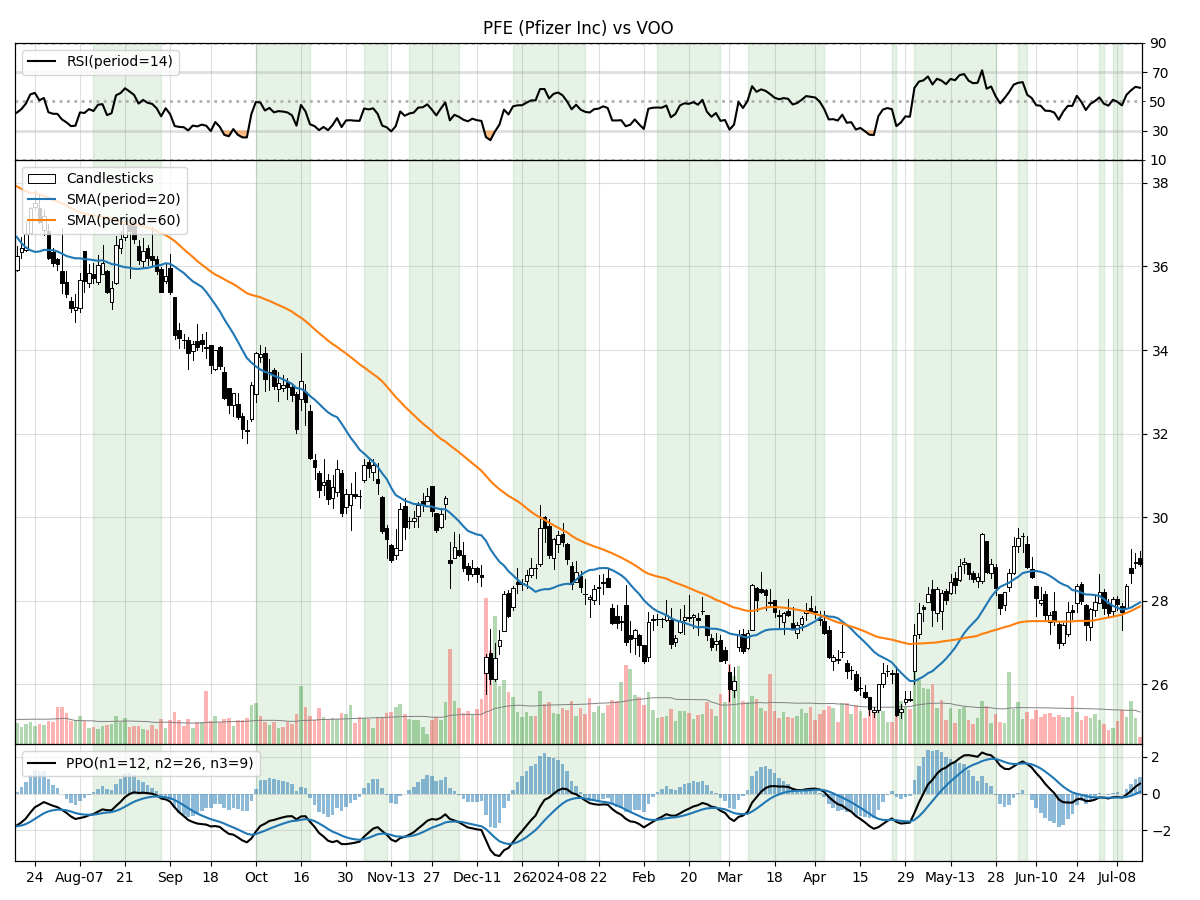 PFE (Pfizer Inc) vs VOO
RSI(period=14)
90
70
50
30
10
Candlesticks
SMA(period=20)
SMA(period=60)
38
36
34
32
30
28
26
PPO(n1=12, n2=26, n3=9)
2
0
−2
24 Aug-07 21 Sep 18 Oct 16 30 Nov-13 27 Dec-11 26 2024-08 22 Feb 20 Mar 18 Apr 15 29 May-13 28 Jun-10 24 Jul-08